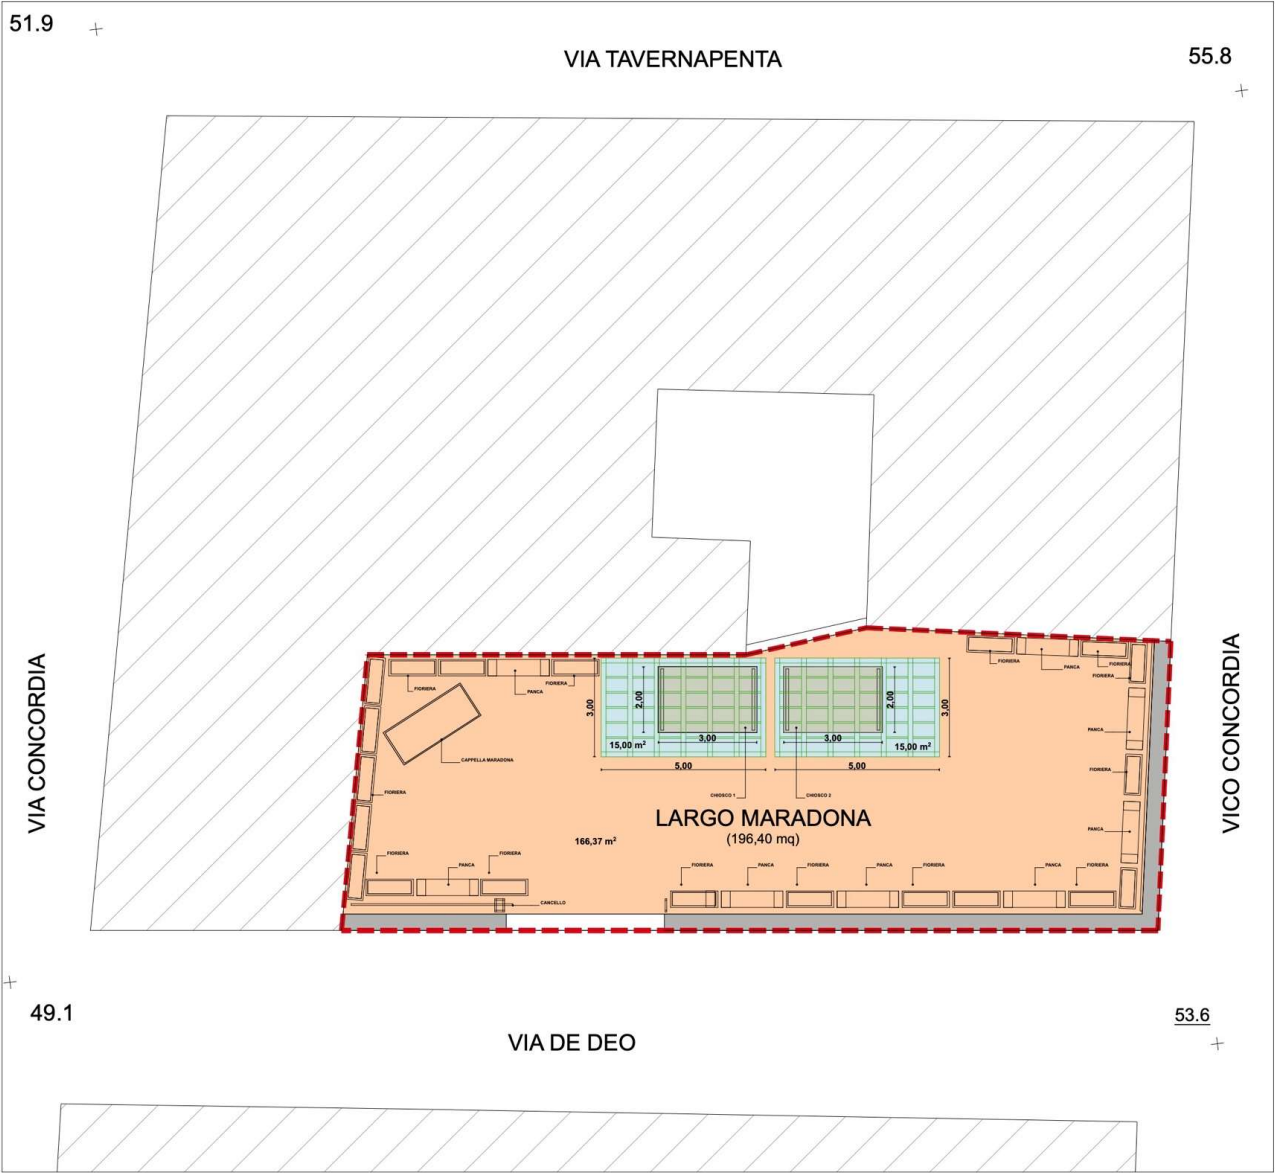 51.9
VIA TAVERNAPENTA
55.8
VIA CONCORDIA
VICO CONCORDIA
FIORIERA
PANCA
FIORIERA
FIORIERA
PANCA
FIORIERA
FIORIERA
CAPPELLA MARADONA
FIORIERA
3,00
2,00
3,00
15,00 m²
5,00
2,00
3,00
3,00
15,00 m²
5,00
PANCA
FIORIERA
PANCA
CHIOSCO 1
CHIOSCO 2
LARGO MARADONA
(196,40 mq)
166,37 m²
FIORIERA
PANCA
FIORIERA
CANCELLO
FIORIERA
PANCA
FIORIERA
PANCA
FIORIERA
PANCA
FIORIERA
49.1
VIA DE DEO
53.6